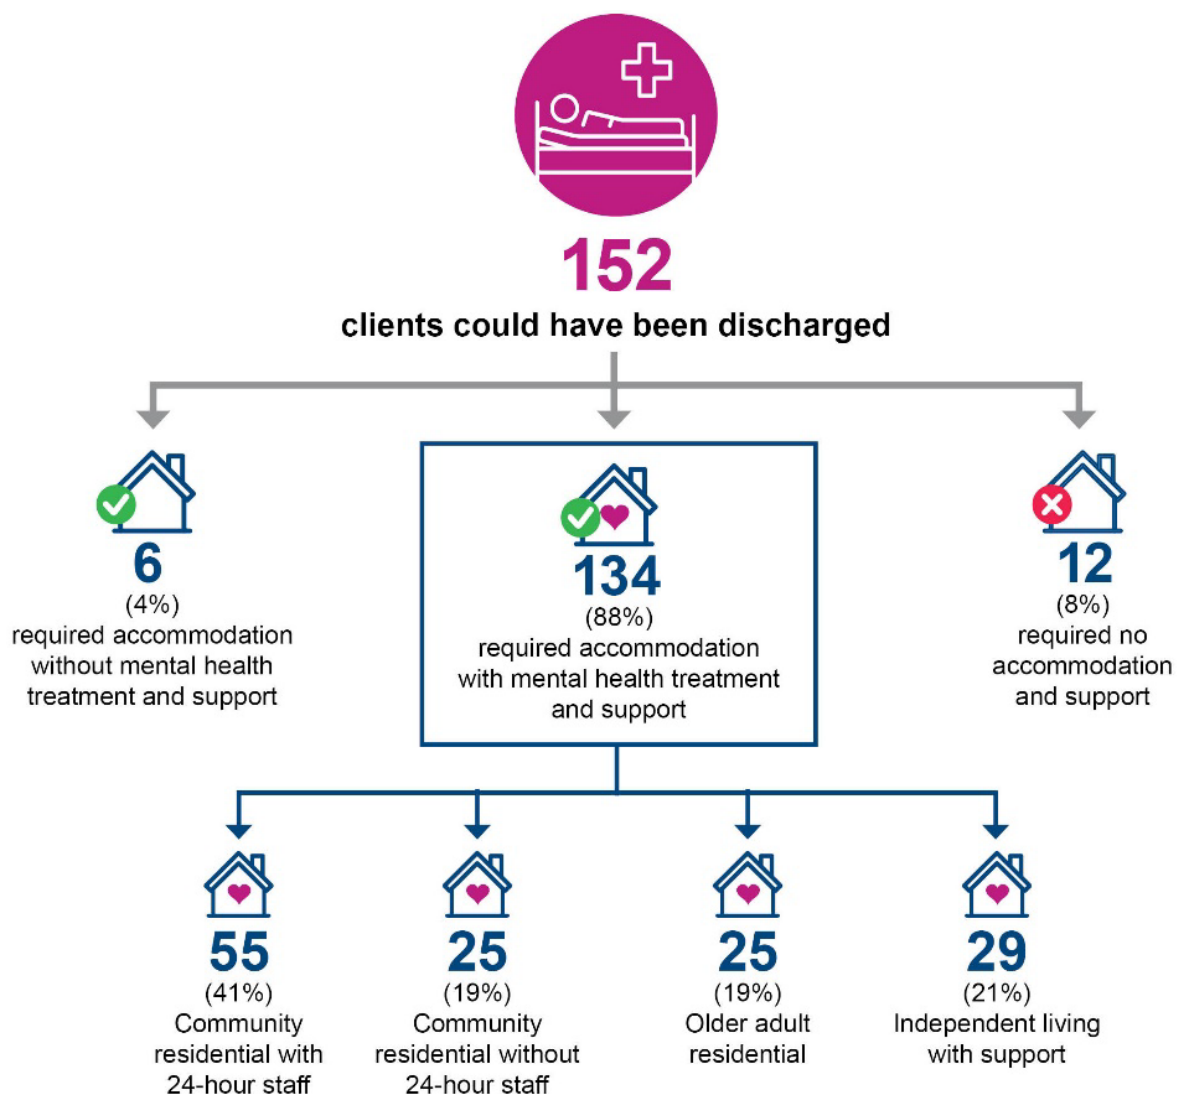 152
clients could have been discharged
6
(4%)
required accommodation
without mental health
treatment and support
134
(88%)
required accommodation
with mental health treatment
and support
12
(8%)
required no
accommodation
and support
55
(41%)
Community
residential with
24-hour staff
25
(19%)
Community
residential without
24-hour staff
25
(19%)
Older adult
residential
29
(21%)
Independent living
with support